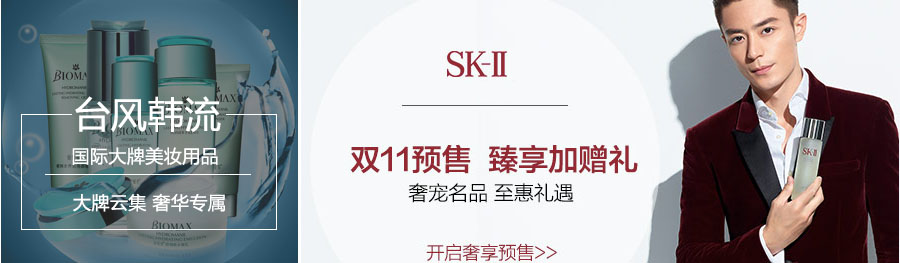 BIOMAX
台风韩流
国际大牌美妆用品
大牌云集 奢华专属
BIOMAX
SK-II
双11预售 臻享加赠礼
奢宠名品 至惠礼遇
开启奢享预售>>
SK-II